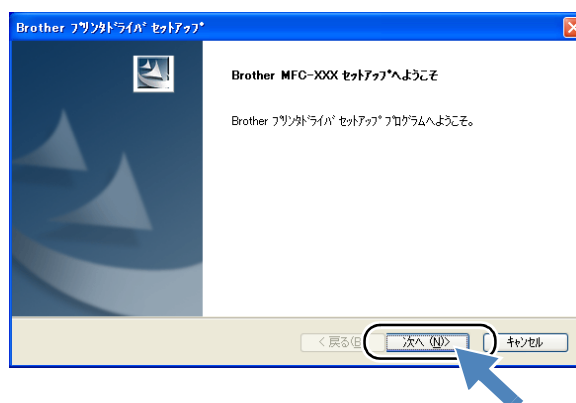 Brother ﾌﾟﾘﾝﾀﾄﾞﾗｲﾊﾞ ｾｯﾄｱｯﾌﾟ
Brother MFC-XXX ｾｯﾄｱｯﾌﾟへようこそ
Brother ﾌﾟﾘﾝﾀﾄﾞﾗｲﾊﾞ ｾｯﾄｱｯﾌﾟ ﾌﾟﾛｸﾞﾗﾑへようこそ。
< 戻る(B 次へ (N)> ｷｬﾝｾﾙ